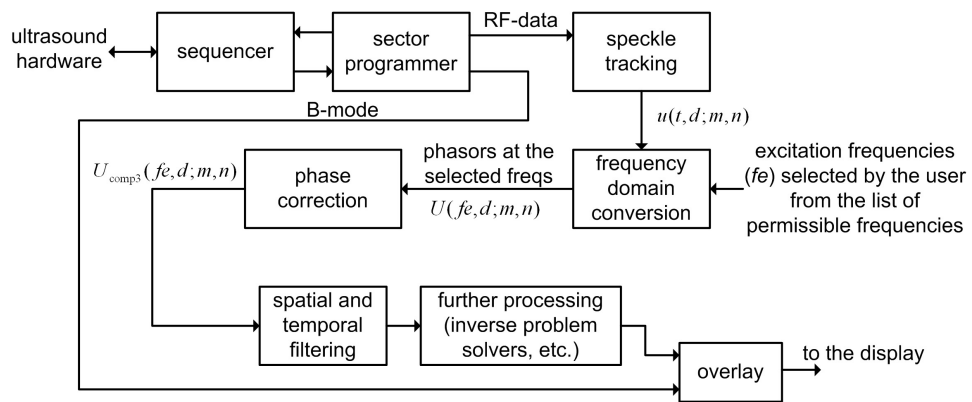 ultrasound
hardware
sequencer
sector
programmer
RF-data
speckle
tracking
B-mode
u(t,d;m,n)
U_comp3(fe,d;m,n)
phase
correction
phasors at the
selected freqs
U(fe,d;m,n)
frequency
domain
conversion
excitation frequencies
(fe) selected by the user
from the list of
permissible frequencies
spatial and
temporal
filtering
further processing
(inverse problem
solvers, etc.)
overlay
to the display